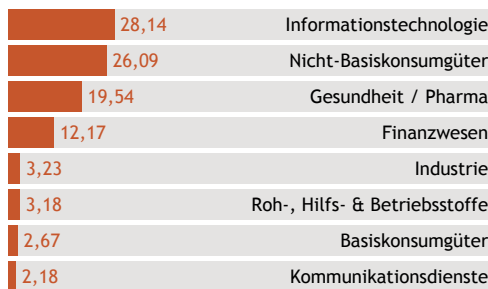 28,14 Informationstechnologie
26,09 Nicht-Basiskonsumgüter
19,54 Gesundheit / Pharma
12,17 Finanzwesen
3,23 Industrie
3,18 Roh-, Hilfs- & Betriebsstoffe
2,67 Basiskonsumgüter
2,18 Kommunikationsdienste